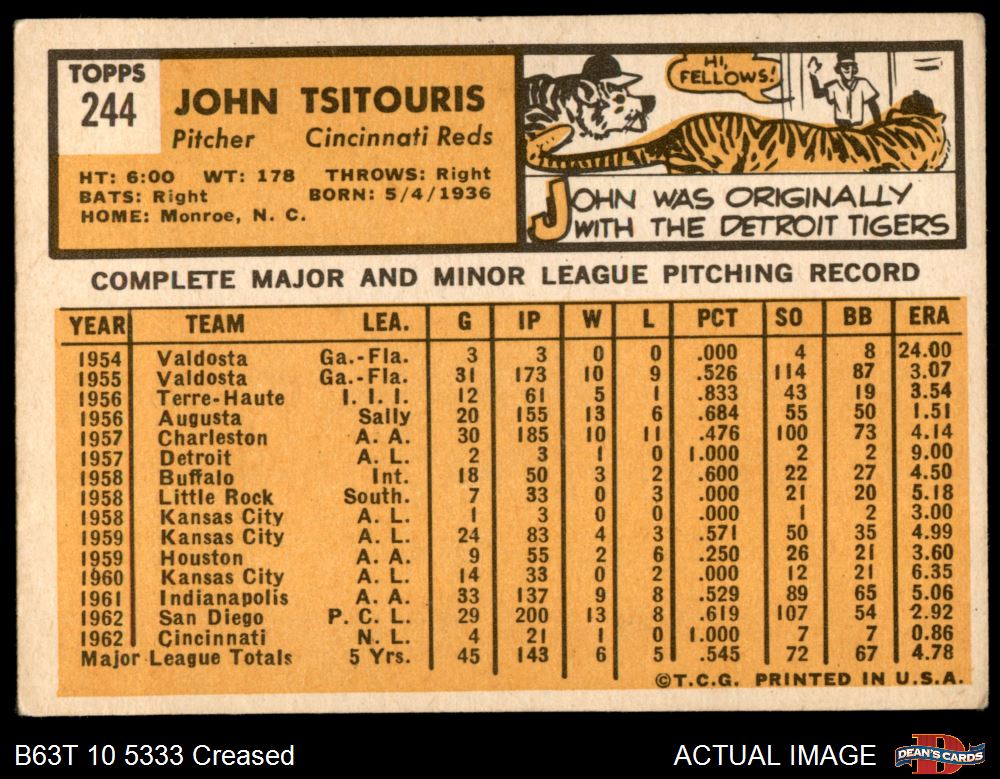 TOPPS
244
JOHN TSITOURIS
Pitcher Cincinnati Reds
HT: 6:00 WT: 178 THROWS: Right
BATS: Right BORN: 5/4/1936
HOME: Monroe, N. C.
HI,
FELLOWS!
JOHN WAS ORIGINALLY
WITH THE DETROIT TIGERS
COMPLETE MAJOR AND MINOR LEAGUE PITCHING RECORD
YEAR TEAM LEA. G IP W L PCT SO BB ERA
1954 Valdosta Ga.-Fla. 3 3 0 0 .000 4 8 24.00
1955 Valdosta Ga.-Fla. 31 173 10 9 .526 114 87 3.07
1956 Terre-Haute I. I. I. 12 61 5 1 .833 43 19 3.54
1956 Augusta Sally 20 155 13 6 .684 55 50 1.51
1957 Charleston A. A. 30 185 10 11 .476 100 73 4.14
1957 Detroit A. L. 2 3 1 0 1.000 2 2 9.00
1958 Buffalo Int. 18 50 3 2 .600 22 27 4.50
1958 Little Rock South. 7 33 0 3 .000 21 20 5.18
1958 Kansas City A. L. 1 3 0 0 .000 1 2 3.00
1959 Kansas City A. L. 24 83 4 3 .571 50 35 4.99
1959 Houston A. A. 9 55 2 6 .250 26 21 3.60
1960 Kansas City A. L. 14 33 0 2 .000 12 21 6.35
1961 Indianapolis A. A. 33 137 9 8 .529 89 65 5.06
1962 San Diego P. C. L. 29 200 13 8 .619 107 54 2.92
1962 Cincinnati N. L. 4 21 1 0 1.000 7 7 0.86
Major League Totals 5 Yrs. 45 143 6 5 .545 72 67 4.78
©T.C.G. PRINTED IN U.S.A.
B63T 10 5333 Creased ACTUAL IMAGE DEAN'S CARDS